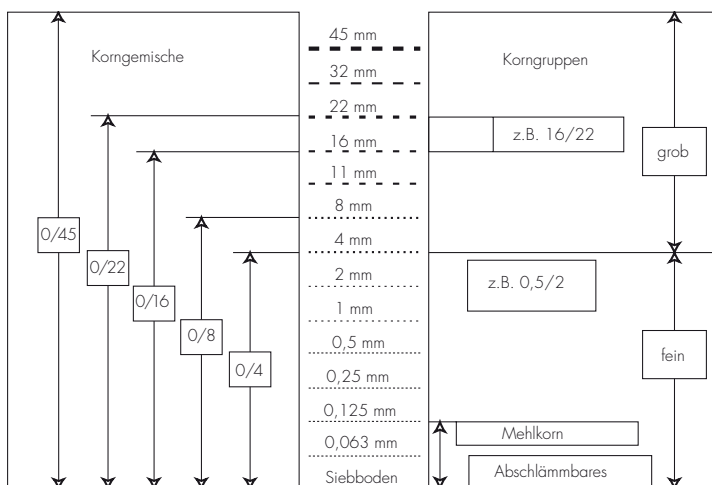 45 mm
Korngemische
Korngruppen
32 mm
22 mm
z.B. 16/22
16 mm
grob
11 mm
8 mm
0/45
4 mm
0/22
2 mm
z.B. 0,5/2
0/16
1 mm
0/8
0,5 mm
fein
0/4
0,25 mm
0,125 mm
Mehlkorn
0,063 mm
Siebboden
Abschlämmbares